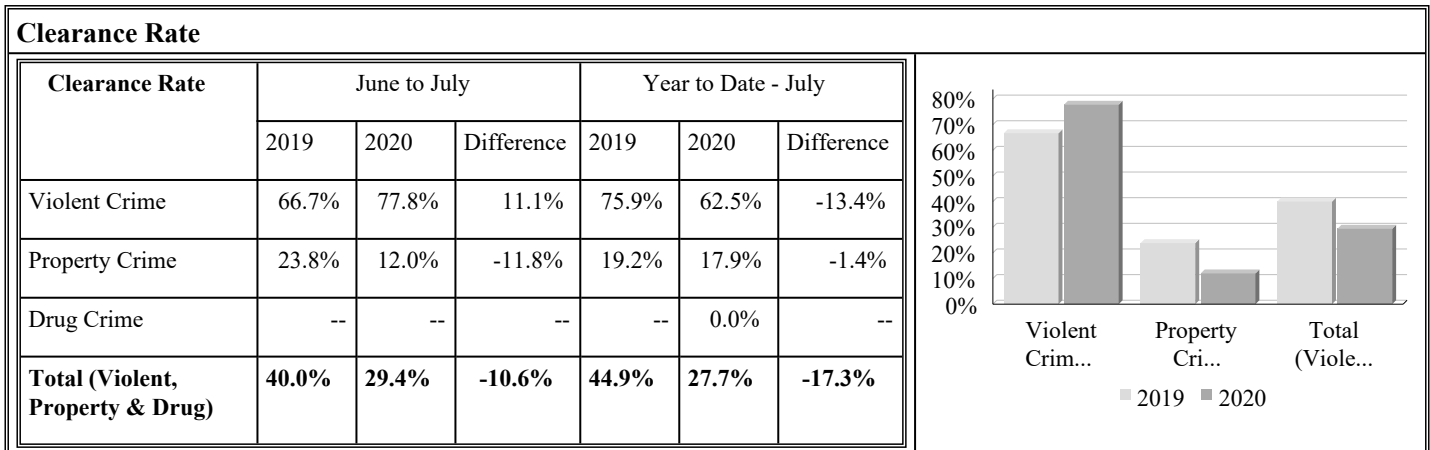 Clearance Rate
Clearance Rate June to July Year to Date - July
2019 2020 Difference 2019 2020 Difference
Violent Crime 66.7% 77.8% 11.1% 75.9% 62.5% -13.4%
Property Crime 23.8% 12.0% -11.8% 19.2% 17.9% -1.4%
Drug Crime -- -- -- -- 0.0% --
Total (Violent,
Property & Drug) 40.0% 29.4% -10.6% 44.9% 27.7% -17.3%
80%
70%
60%
50%
40%
30%
20%
10%
0%
Violent Property Total
Crim... Cri... (Viole...
2019 2020